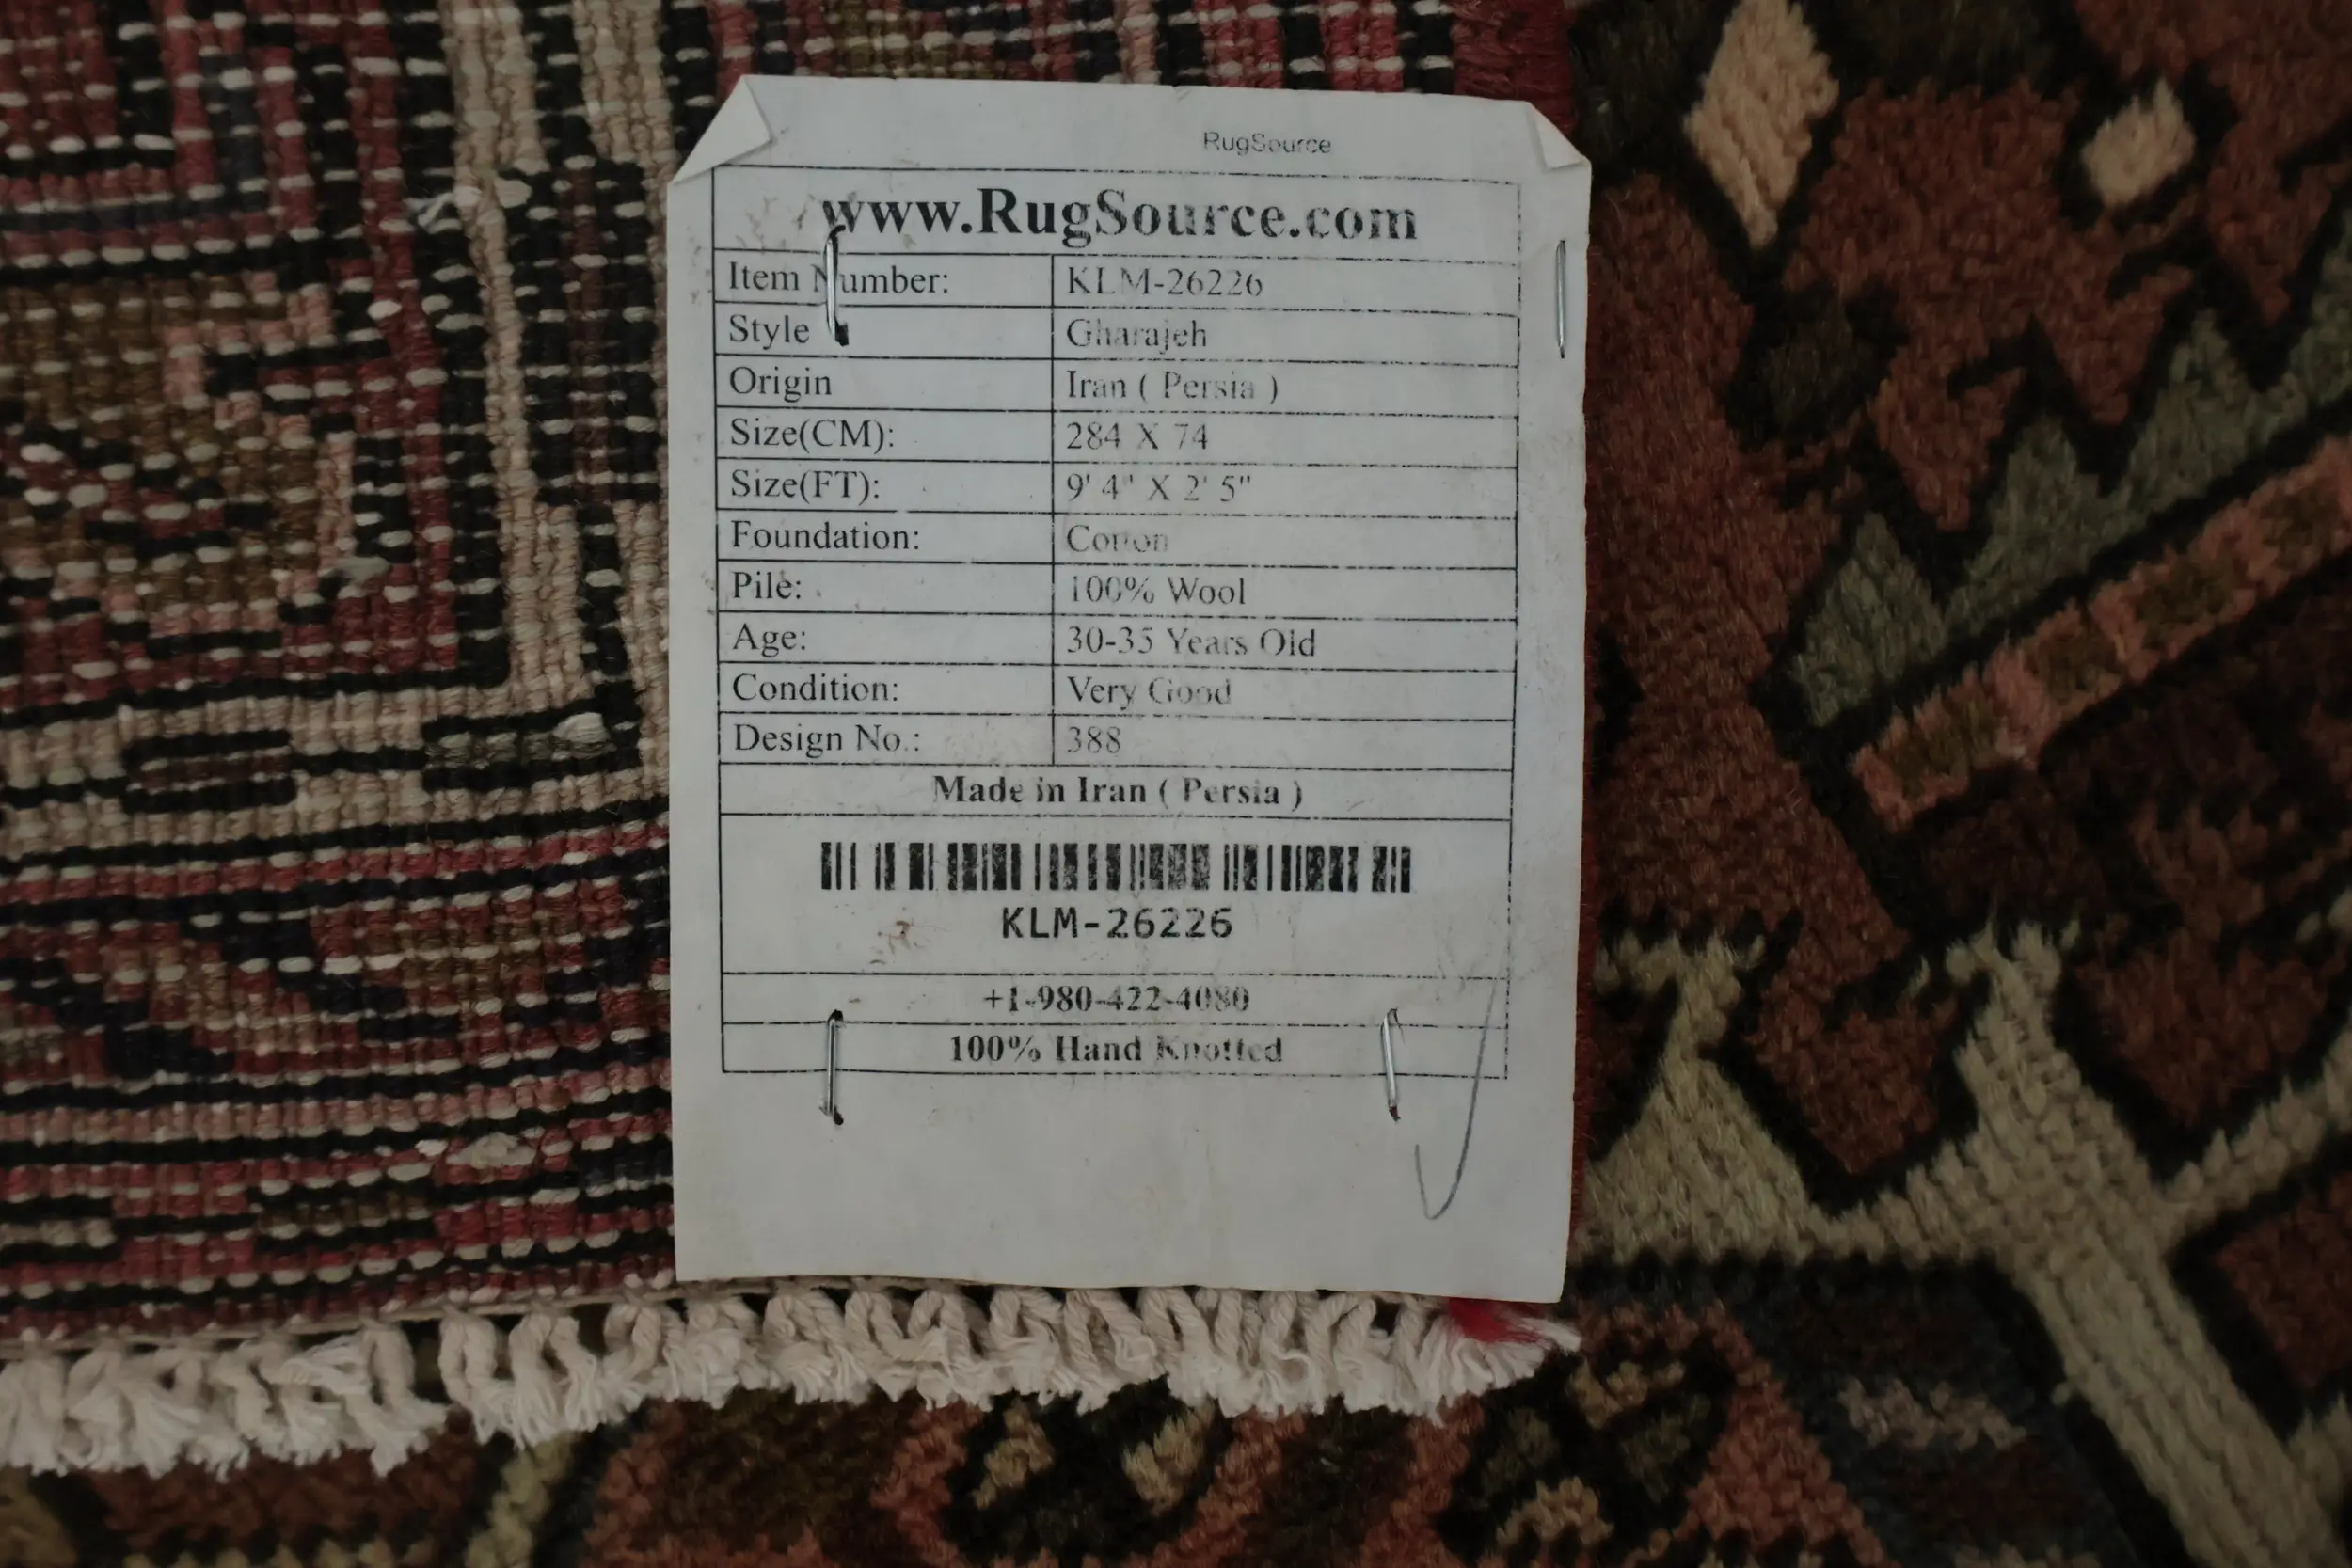 RugSource
www.RugSource.com
Item Number: KLM-26226
Style Gharajeh
Origin Iran ( Persia )
Size(CM): 284 X 74
Size(FT): 9' 4" X 2' 5"
Foundation: Cotton
Pile: 100% Wool
Age: 30-35 Years Old
Condition: Very Good
Design No.: 388
Made in Iran ( Persia )
KLM-26226
+1-980-422-4080
100% Hand Knotted